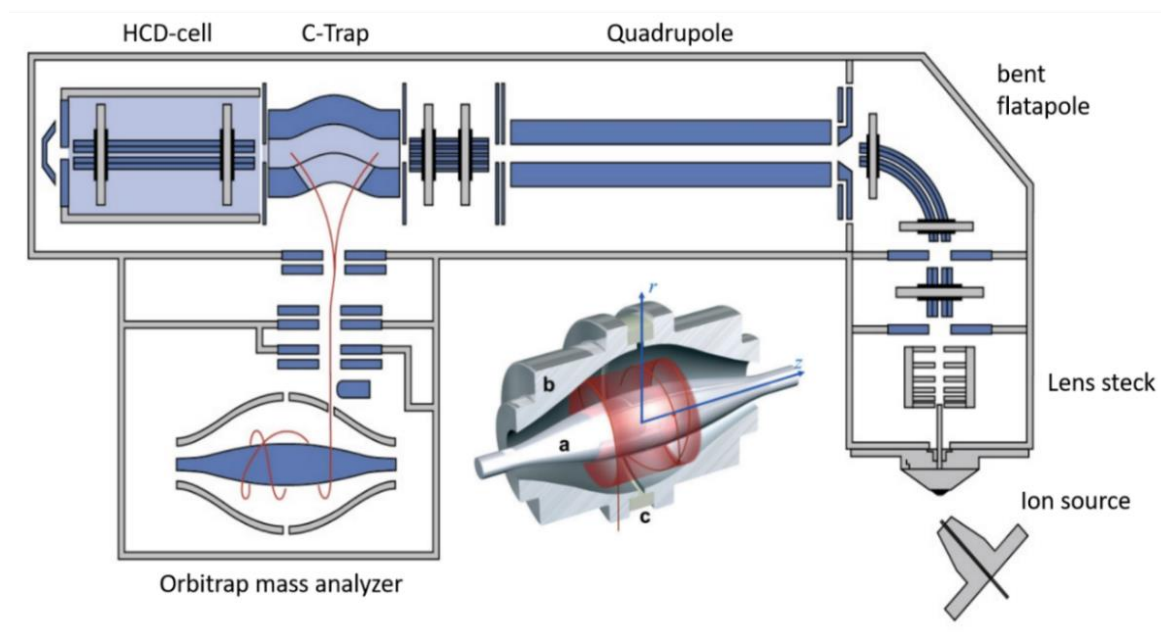 HCD-cell
C-Trap
Quadrupole
bent
flatapole
r
z
b
a
c
Lens steck
Ion source
Orbitrap mass analyzer